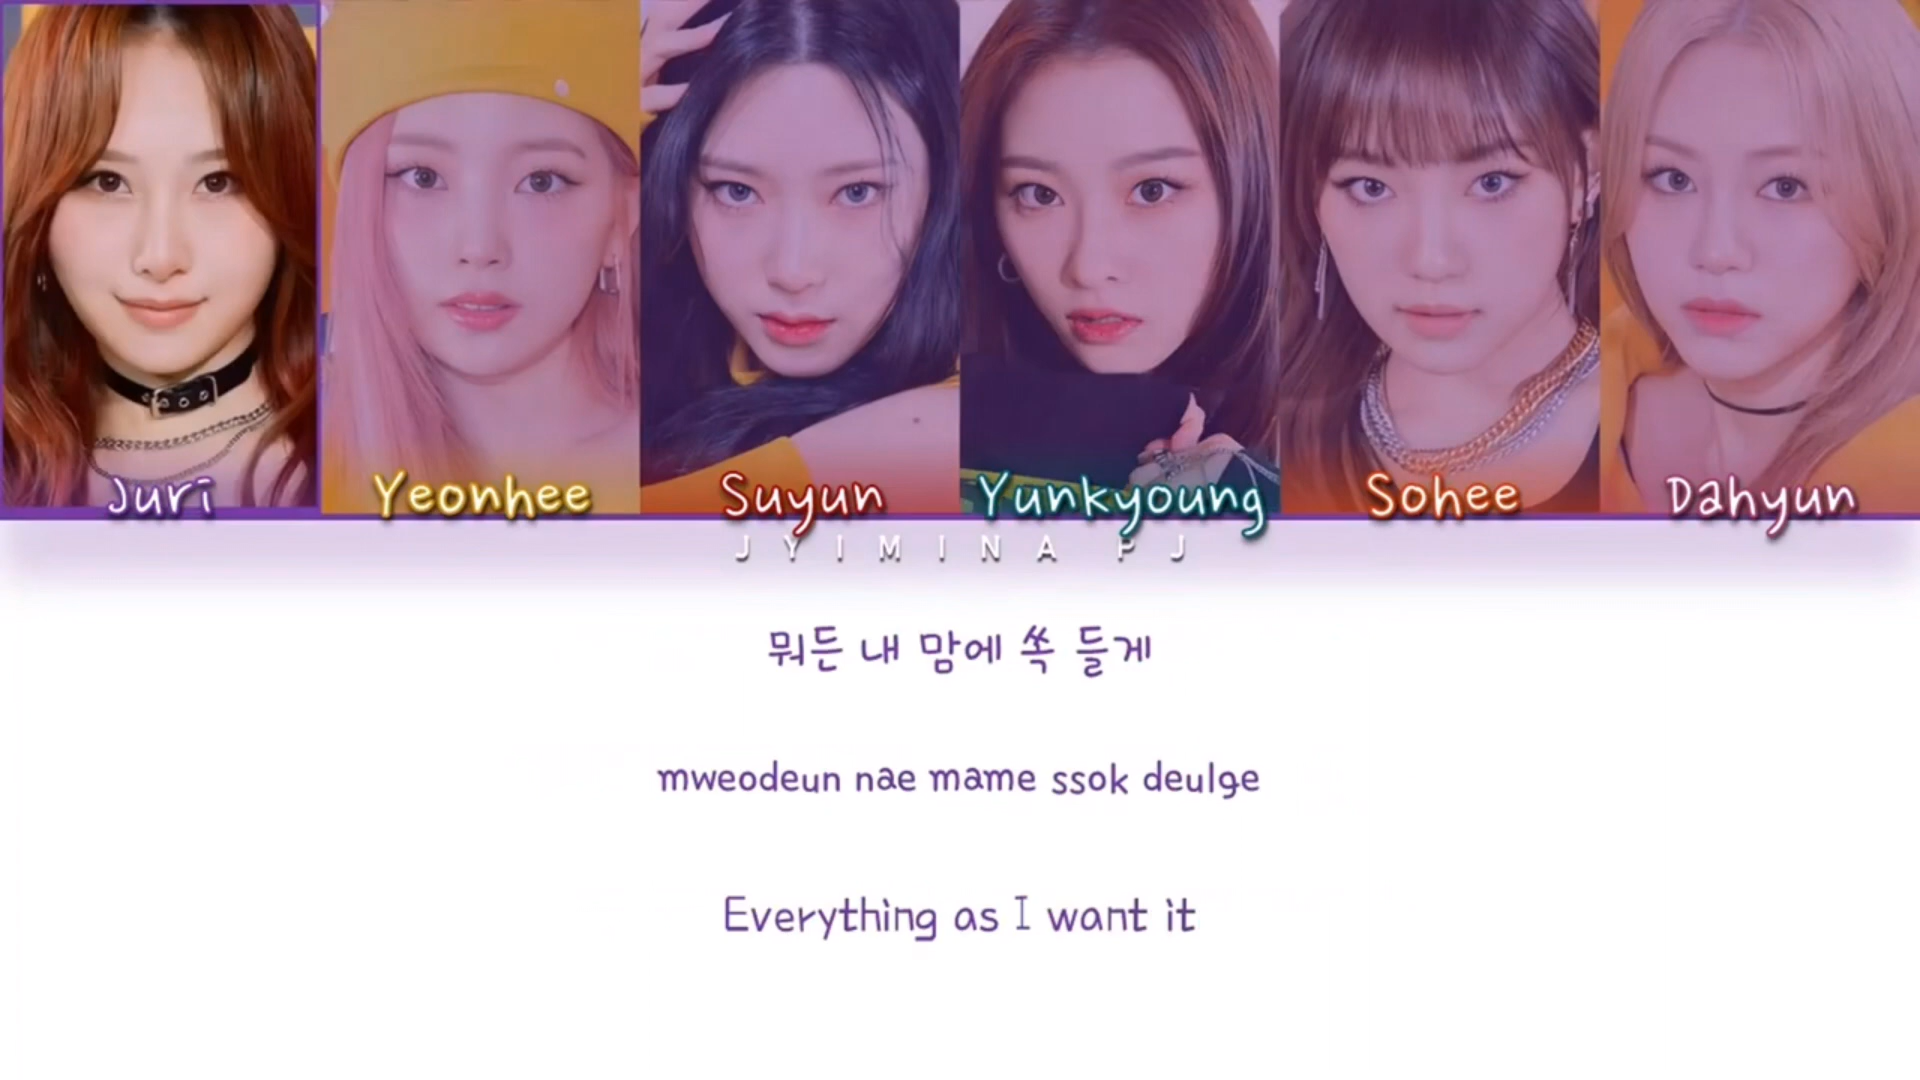 Juri Yeonhee Suyun Yunkyoung Sohee Dahyun
JYIMINA PJ
뭐든 내 맘에 쏙 들게
mweodeun nae mame ssok deulge
Everything as I want it